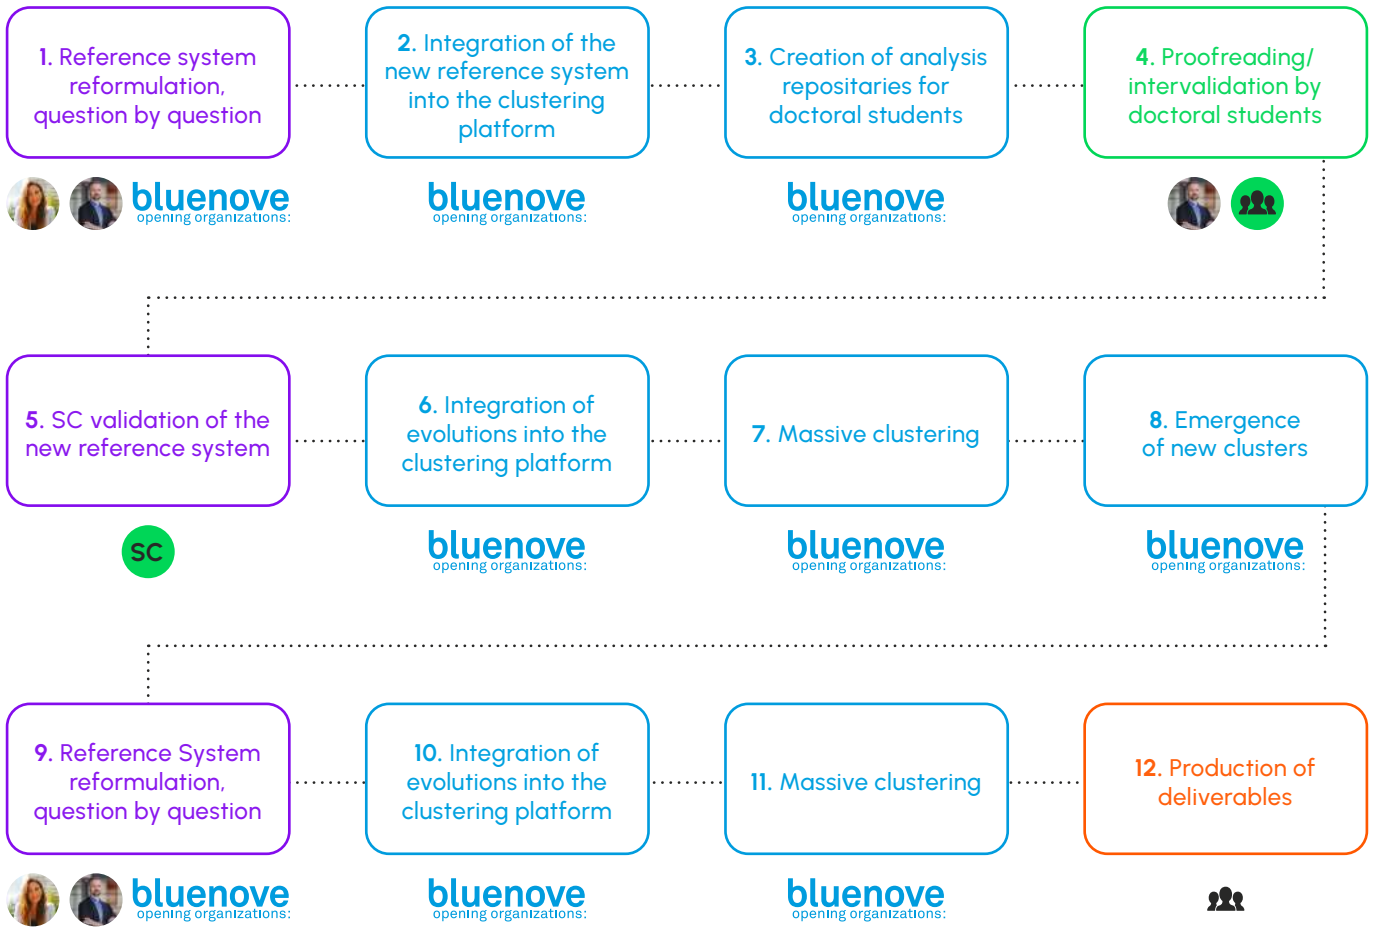 1. Reference system
reformulation,
question by question
2. Integration of the
new reference system
into the clustering
platform
3. Creation of analysis
repositaries for
doctoral students
4. Proofreading/
intervalidation by
doctoral students
bluenove
opening organizations:
bluenove
opening organizations:
bluenove
opening organizations:
5. SC validation of the
new reference system
6. Integration of
evolutions into the
clustering platform
7. Massive clustering
8. Emergence
of new clusters
SC
bluenove
opening organizations:
bluenove
opening organizations:
bluenove
opening organizations:
9. Reference System
reformulation,
question by question
10. Integration of
evolutions into the
clustering platform
11. Massive clustering
12. Production of
deliverables
bluenove
opening organizations:
bluenove
opening organizations:
bluenove
opening organizations: